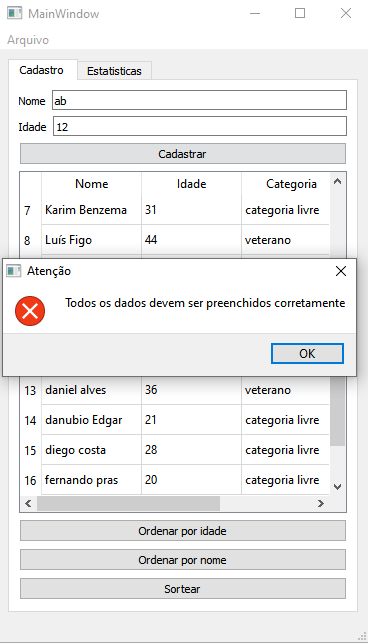 MainWindow
Arquivo
Cadastro Estatisticas
Nome ab
Idade 12
Cadastrar
Nome Idade Categoria
7 Karim Benzema 31 categoria livre
8 Luís Figo 44 veterano
Atenção
Todos os dados devem ser preenchidos corretamente
OK
13 daniel alves 36 veterano
14 danubio Edgar 21 categoria livre
15 diego costa 28 categoria livre
16 fernando pras 20 categoria livre
Ordenar por idade
Ordenar por nome
Sortear